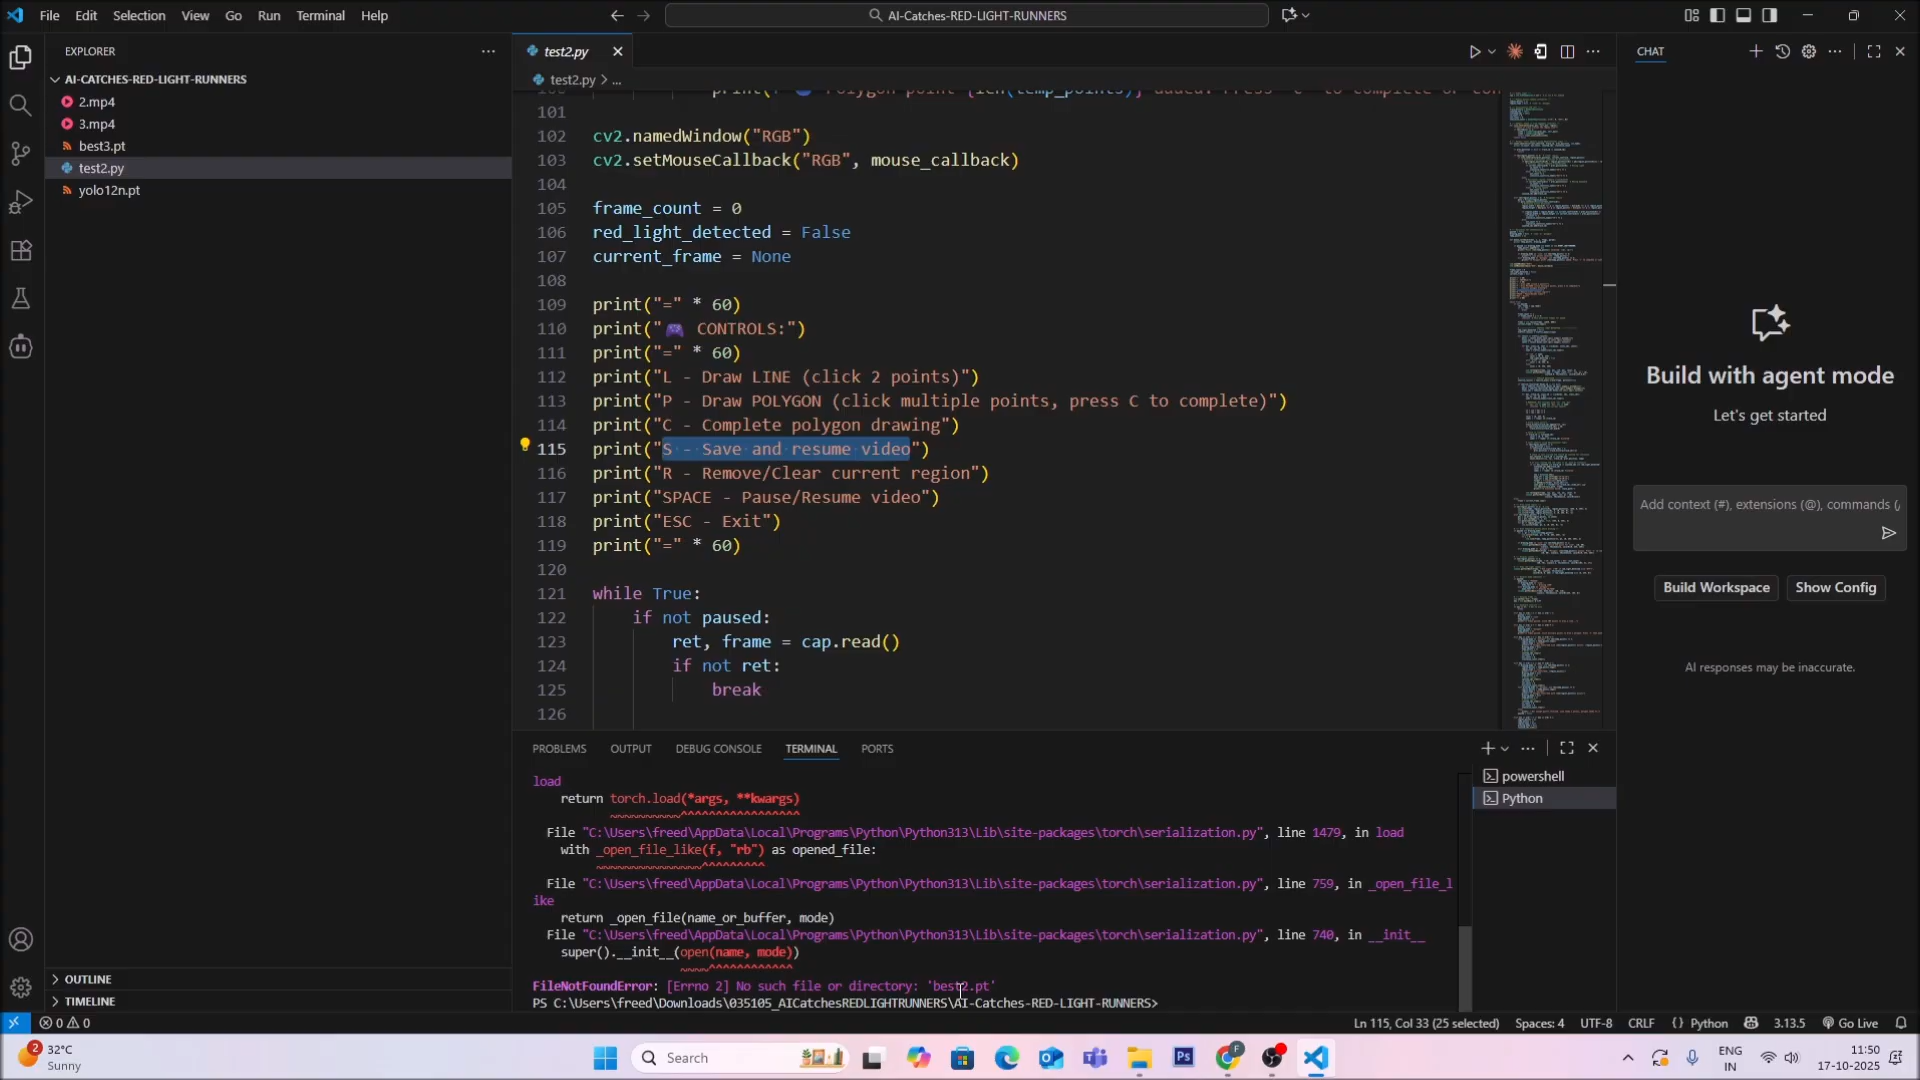 File Edit Selection View Go Run Terminal Help
AI-Catches-RED-LIGHT-RUNNERS
EXPLORER
AI-CATCHES-RED-LIGHT-RUNNERS
2.mp4
3.mp4
best3.pt
test2.py
yolo12n.pt
OUTLINE
TIMELINE
test2.py
test2.py > ...
101
102 cv2.namedWindow("RGB")
103 cv2.setMouseCallback("RGB", mouse_callback)
104
105 frame_count = 0
106 red_light_detected = False
107 current_frame = None
108
109 print("=" * 60)
110 print("🎮 CONTROLS:")
111 print("=" * 60)
112 print("L - Draw LINE (click 2 points)")
113 print("P - Draw POLYGON (click multiple points, press C to complete)")
114 print("C - Complete polygon drawing")
115 print("S - Save and resume video")
116 print("R - Remove/Clear current region")
117 print("SPACE - Pause/Resume video")
118 print("ESC - Exit")
119 print("=" * 60)
120
121 while True:
122 if not paused:
123 ret, frame = cap.read()
124 if not ret:
125 break
126
PROBLEMS OUTPUT DEBUG CONSOLE TERMINAL PORTS
load
return torch.load(*args, **kwargs)
~~~~~~~~~~^^^^^^^^^^^^^^^^^
File "C:\Users\freed\AppData\Local\Programs\Python\Python313\Lib\site-packages\torch\serialization.py", line 1479, in load
with _open_file_like(f, "rb") as opened_file:
~~~~~~~~~~~~~~~^^^^^^^^^
File "C:\Users\freed\AppData\Local\Programs\Python\Python313\Lib\site-packages\torch\serialization.py", line 759, in _open_file_l
ike
return _open_file(name_or_buffer, mode)
File "C:\Users\freed\AppData\Local\Programs\Python\Python313\Lib\site-packages\torch\serialization.py", line 740, in __init__
super().__init__(open(name, mode))
~~~~^^^^^^^^^^^^
FileNotFoundError: [Errno 2] No such file or directory: 'best2.pt'
PS C:\Users\freed\Downloads\035105_AICatchesREDLIGHTRUNNERS\AI-Catches-RED-LIGHT-RUNNERS>
powershell
Python
CHAT
Build with agent mode
Let's get started
Add context (#), extensions (@), commands (/
Build Workspace Show Config
AI responses may be inaccurate.
0 0
Ln 115, Col 33 (25 selected) Spaces: 4 UTF-8 CRLF {} Python 3.13.5 Go Live
2
32°C
Sunny
Search
Ps
F
ENG
IN
11:50
17-10-2025